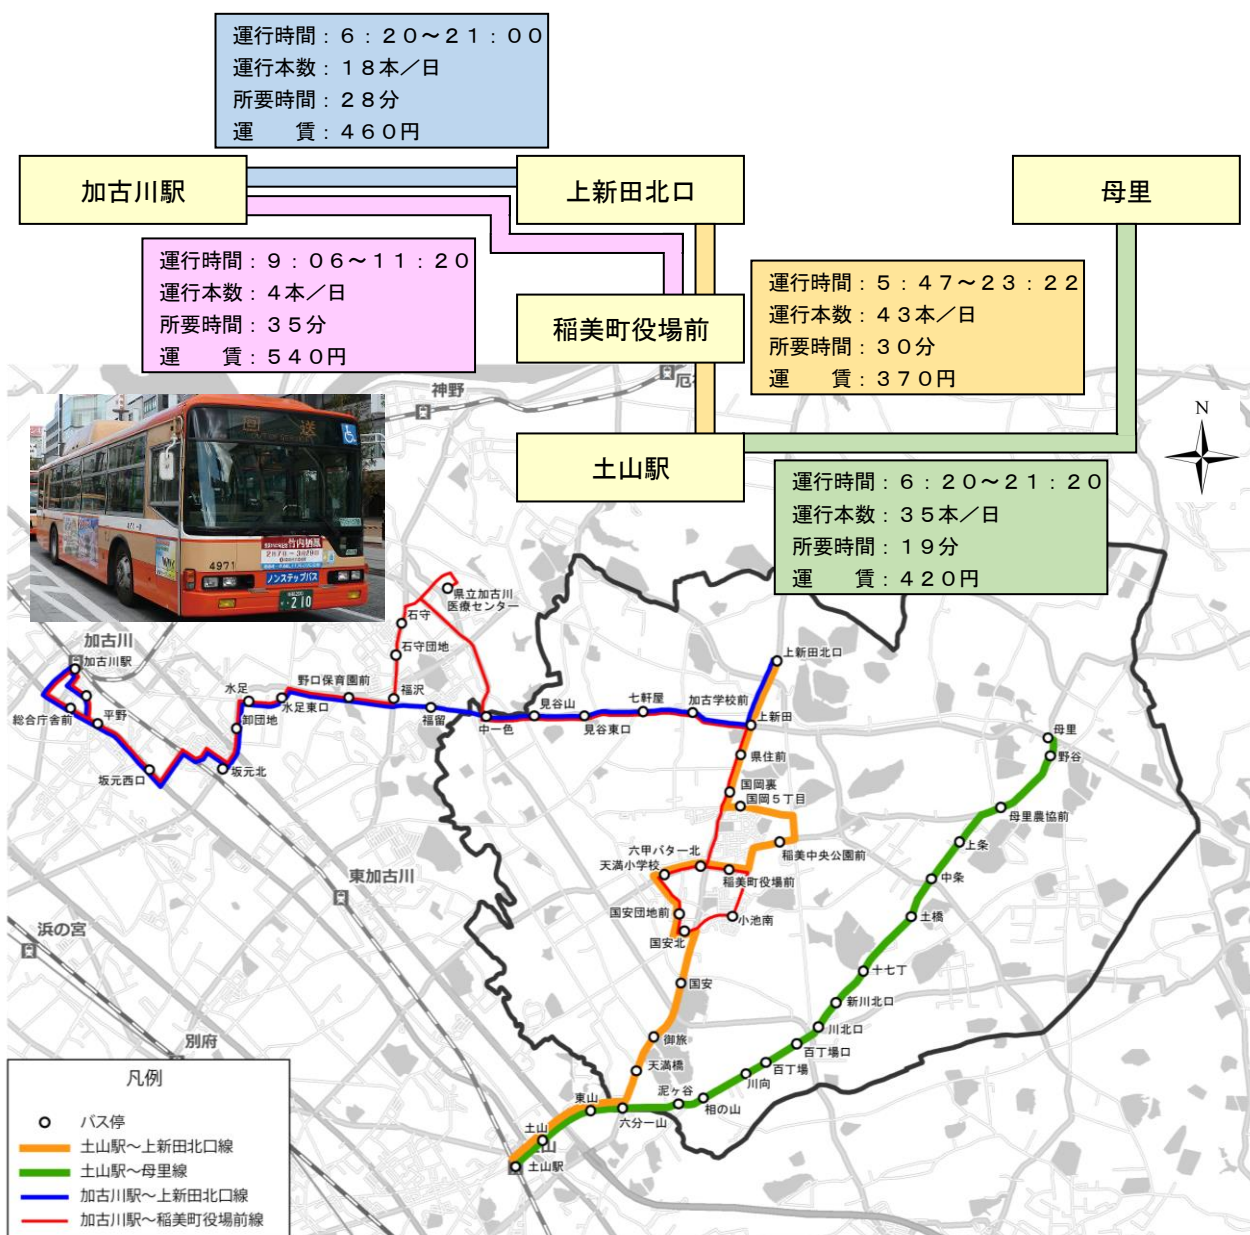 運行時間：６：２０～２１：００
運行本数：１８本／日
所要時間：２８分
運　　賃：４６０円
加古川駅
上新田北口
母里
運行時間：９：０６～１１：２０
運行本数：４本／日
所要時間：３５分
運　　賃：５４０円
稲美町役場前
運行時間：５：４７～２３：２２
運行本数：４３本／日
所要時間：３０分
運　　賃：３７０円
土山駅
運行時間：６：２０～２１：２０
運行本数：３５本／日
所要時間：１９分
運　　賃：４２０円
N
神野
厄
回　送
4971
竹内栖鳳
ノンステップバス
210
県立加古川
医療センター
石守
石守団地
加古川
加古川駅
総合庁舎前
平野
水足
卸団地
水足東口
野口保育園前
福沢
福留
坂元西口
坂元北
中一色
見谷山
見谷東口
七軒屋
加古学校前
上新田北口
上新田
県住前
国岡裏
国岡５丁目
稲美中央公園前
六甲バター北
天満小学校
稲美町役場前
国安団地前
小池南
国安北
国安
御旅
天満橋
母里
野谷
母里農協前
上条
中条
土橋
十七丁
新川北口
川北口
百丁場口
百丁場
川向
相の山
泥ヶ谷
六分一山
東山
土山
土山駅
東加古川
浜の宮
別府
凡例
バス停
土山駅～上新田北口線
土山駅～母里線
加古川駅～上新田北口線
加古川駅～稲美町役場前線